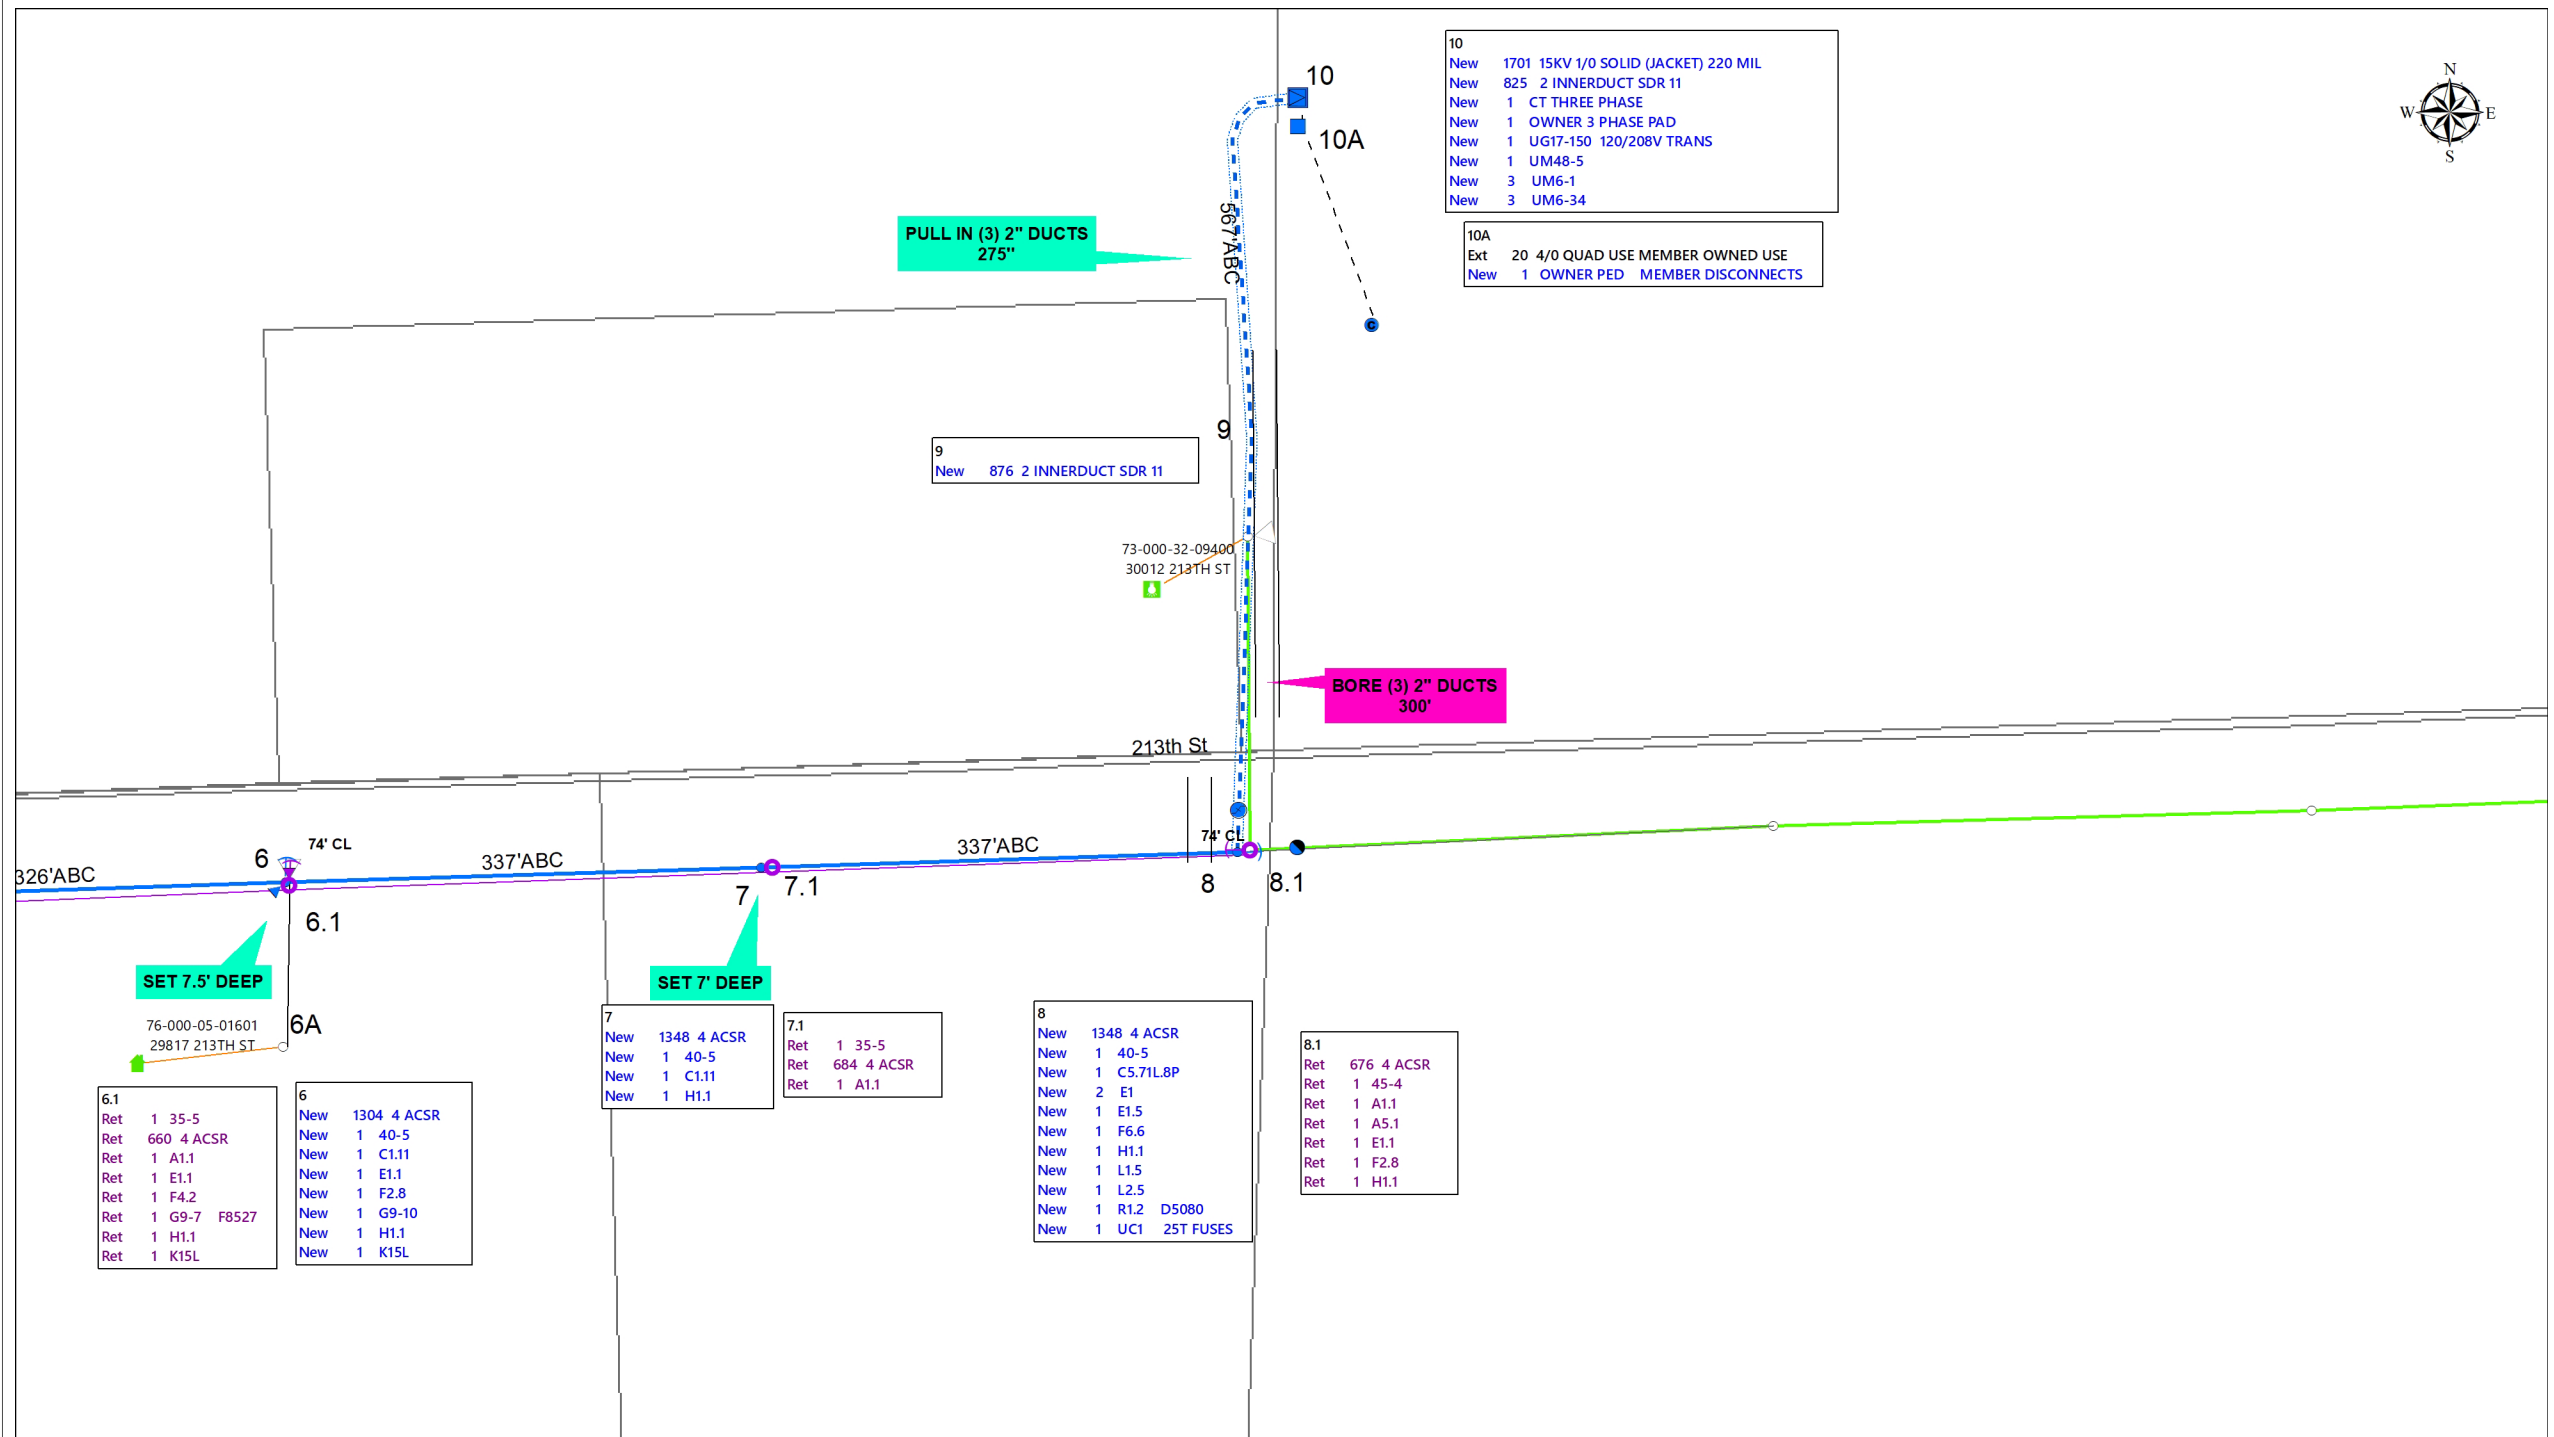 10
New 1701 15KV 1/0 SOLID (JACKET) 220 MIL
New 825 2 INNERDUCT SDR 11
New 1 CT THREE PHASE
New 1 OWNER 3 PHASE PAD
New 1 UG17-150 120/208V TRANS
New 1 UM48-5
New 3 UM6-1
New 3 UM6-34
N
W
E
S
10
10A
10A
Ext 20 4/0 QUAD USE MEMBER OWNED USE
New 1 OWNER PED MEMBER DISCONNECTS
PULL IN (3) 2" DUCTS
275"
567'ABC
C
9
9
New 876 2 INNERDUCT SDR 11
73-000-32-09400
30012 213TH ST
BORE (3) 2" DUCTS
300'
213th St
74' CL
6
74' CL
337'ABC
337'ABC
326'ABC
7
7.1
8
8.1
6.1
SET 7.5' DEEP
SET 7' DEEP
76-000-05-01601
29817 213TH ST
6A
6.1
Ret 1 35-5
Ret 660 4 ACSR
Ret 1 A1.1
Ret 1 E1.1
Ret 1 F4.2
Ret 1 G9-7 F8527
Ret 1 H1.1
Ret 1 K15L
6
New 1304 4 ACSR
New 1 40-5
New 1 C1.11
New 1 E1.1
New 1 F2.8
New 1 G9-10
New 1 H1.1
New 1 K15L
7
New 1348 4 ACSR
New 1 40-5
New 1 C1.11
New 1 H1.1
7.1
Ret 1 35-5
Ret 684 4 ACSR
Ret 1 A1.1
8
New 1348 4 ACSR
New 1 40-5
New 1 C5.71L.8P
New 2 E1
New 1 E1.5
New 1 F6.6
New 1 H1.1
New 1 L1.5
New 1 L2.5
New 1 R1.2 D5080
New 1 UC1 25T FUSES
8.1
Ret 676 4 ACSR
Ret 1 45-4
Ret 1 A1.1
Ret 1 A5.1
Ret 1 E1.1
Ret 1 F2.8
Ret 1 H1.1